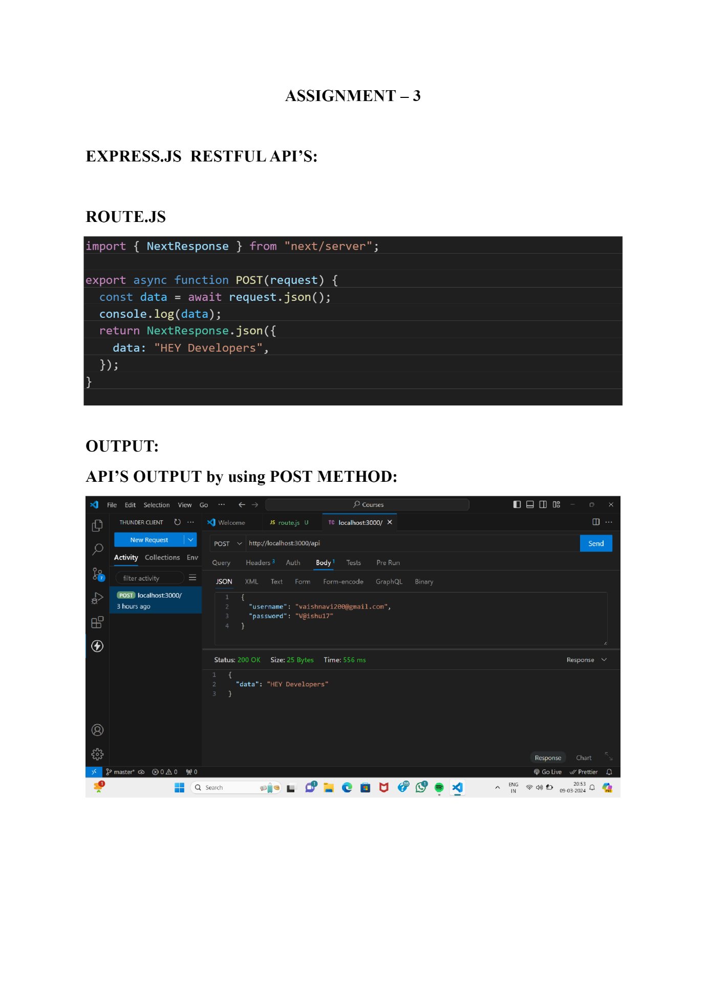 ASSIGNMENT – 3
EXPRESS.JS  RESTFUL API’S:
ROUTE.JS
import { NextResponse } from "next/server";
export async function POST(request) {
  const data = await request.json();
  console.log(data);
  return NextResponse.json({
    data: "HEY Developers",
  });
}
OUTPUT:
API’S OUTPUT by using POST METHOD:
File Edit Selection View Go ··· Courses
THUNDER CLIENT ··· Welcome JS route.js U TC localhost:3000/ ···
New Request POST http://localhost:3000/api Send
Activity Collections Env Query Headers 3 Auth Body 1 Tests Pre Run
filter activity JSON XML Text Form Form-encode GraphQL Binary
7
POST localhost:3000/
3 hours ago
1 {
2 "username": "vaishnavi200@gmail.com",
3 "password": "V@ishu17"
4 }
Status: 200 OK Size: 25 Bytes Time: 556 ms Response
1 {
2 "data": "HEY Developers"
3 }
Response Chart
master* 0 0 0 Go Live Prettier
1 Search 1 1 ENG 20:53
IN 09-03-2024 PRE